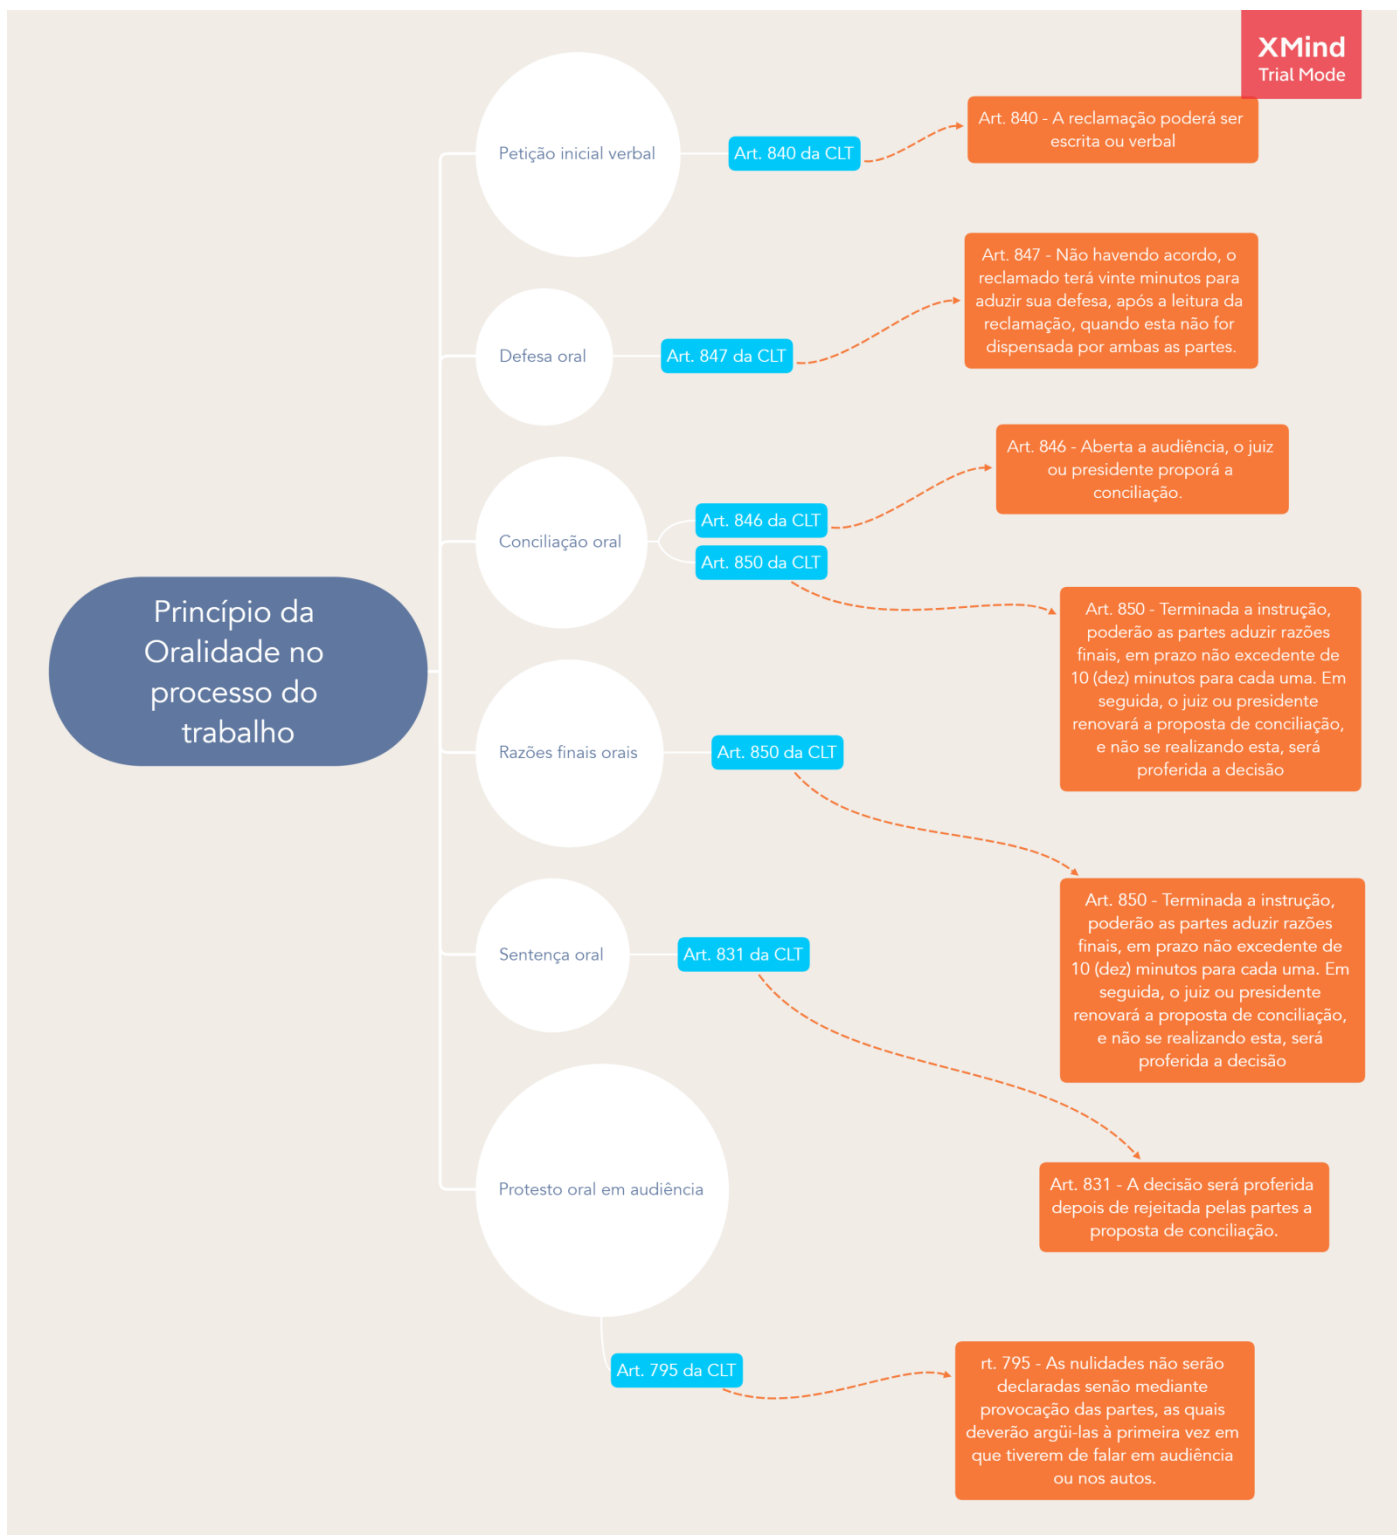 XMind
Trial Mode
Princípio da
Oralidade no
processo do
trabalho
Petição inicial verbal
Art. 840 da CLT
Art. 840 - A reclamação poderá ser
escrita ou verbal
Defesa oral
Art. 847 da CLT
Art. 847 - Não havendo acordo, o
reclamado terá vinte minutos para
aduzir sua defesa, após a leitura da
reclamação, quando esta não for
dispensada por ambas as partes.
Conciliação oral
Art. 846 da CLT
Art. 846 - Aberta a audiência, o juiz
ou presidente proporá a
conciliação.
Art. 850 da CLT
Art. 850 - Terminada a instrução,
poderão as partes aduzir razões
finais, em prazo não excedente de
10 (dez) minutos para cada uma. Em
seguida, o juiz ou presidente
renovará a proposta de conciliação,
e não se realizando esta, será
proferida a decisão
Razões finais orais
Art. 850 da CLT
Art. 850 - Terminada a instrução,
poderão as partes aduzir razões
finais, em prazo não excedente de
10 (dez) minutos para cada uma. Em
seguida, o juiz ou presidente
renovará a proposta de conciliação,
e não se realizando esta, será
proferida a decisão
Sentença oral
Art. 831 da CLT
Art. 831 - A decisão será proferida
depois de rejeitada pelas partes a
proposta de conciliação.
Protesto oral em audiência
Art. 795 da CLT
rt. 795 - As nulidades não serão
declaradas senão mediante
provocação das partes, as quais
deverão argüi-las à primeira vez em
que tiverem de falar em audiência
ou nos autos.